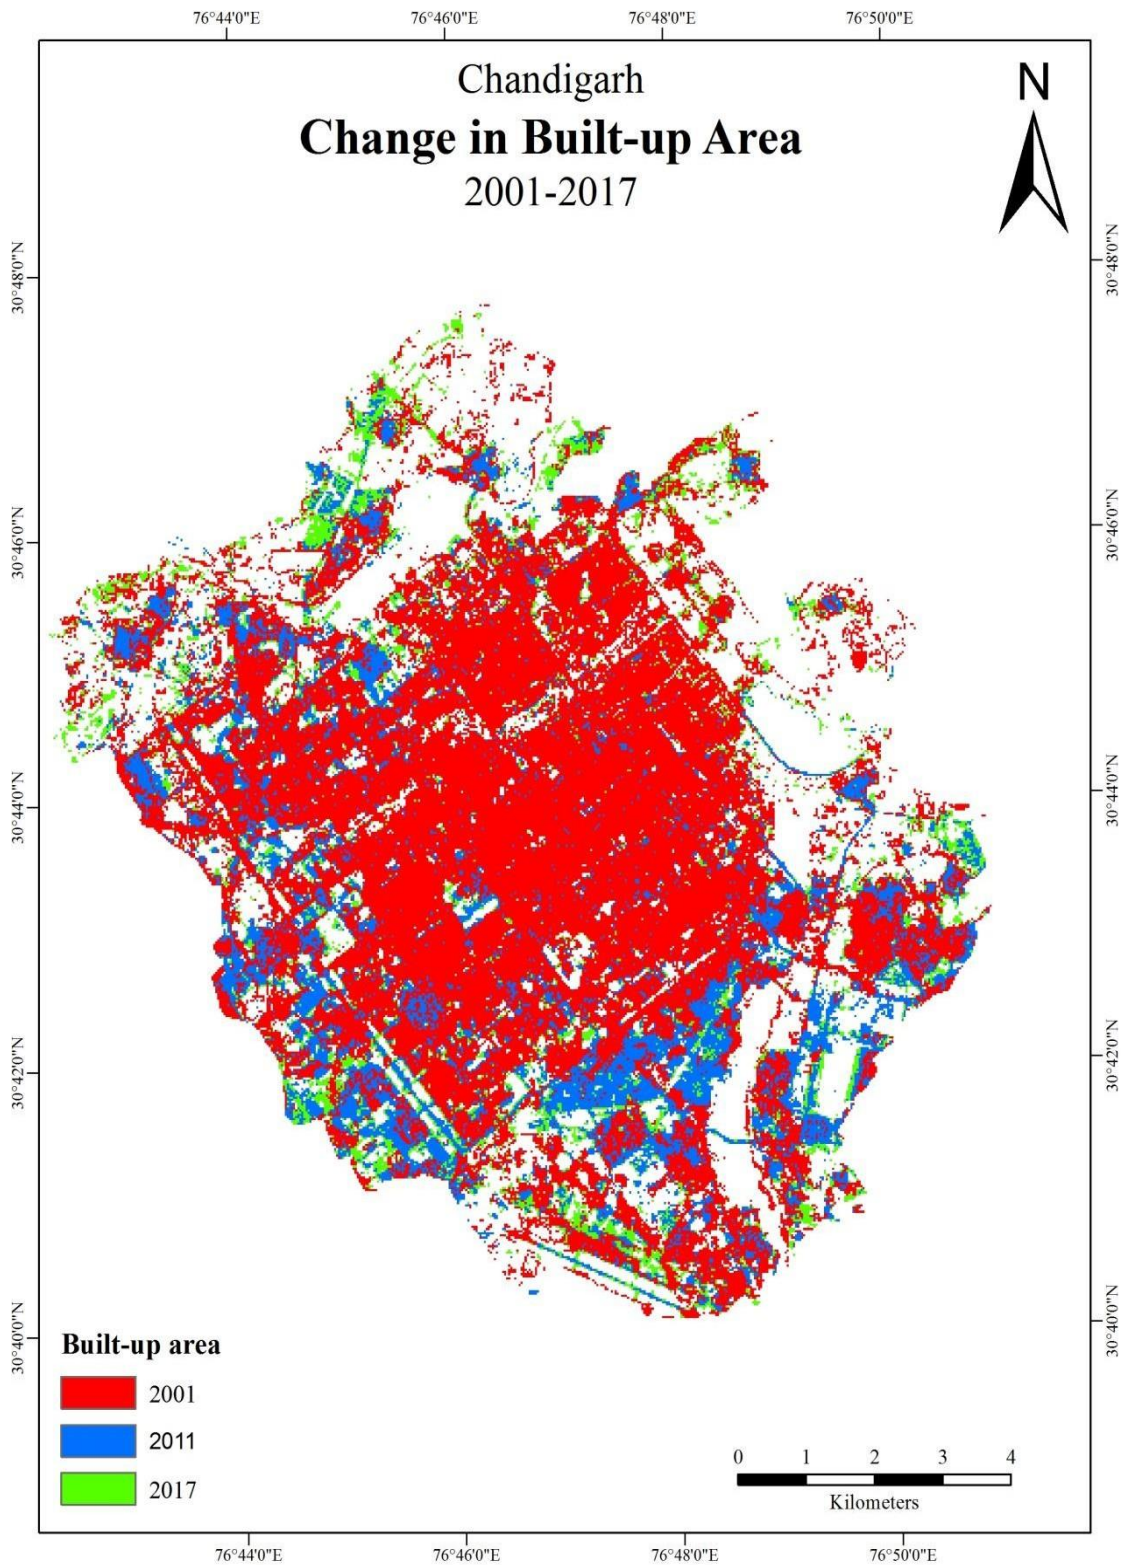 76°44'0"E 76°46'0"E 76°48'0"E 76°50'0"E
Chandigarh
Change in Built-up Area
2001-2017
N
30°48'0"N
30°48'0"N
30°46'0"N
30°46'0"N
30°44'0"N
30°44'0"N
30°42'0"N
30°42'0"N
30°40'0"N
30°40'0"N
Built-up area
2001
2011
2017
0 1 2 3 4
Kilometers
76°44'0"E 76°46'0"E 76°48'0"E 76°50'0"E